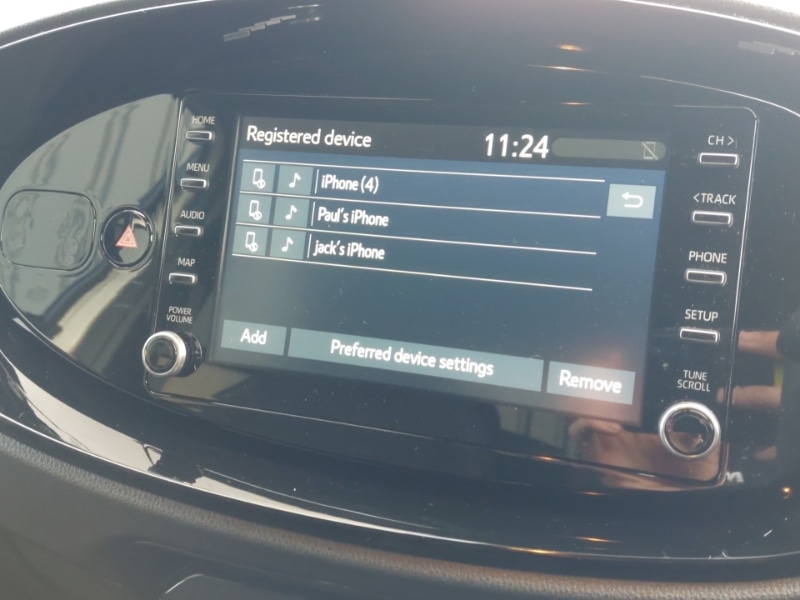 HOME
MENU
AUDIO
MAP
POWER
VOLUME
Registered device
11:24
iPhone (4)
Paul's iPhone
jack's iPhone
Add
Preferred device settings
Remove
CH >
< TRACK
PHONE
SETUP
TUNE
SCROLL